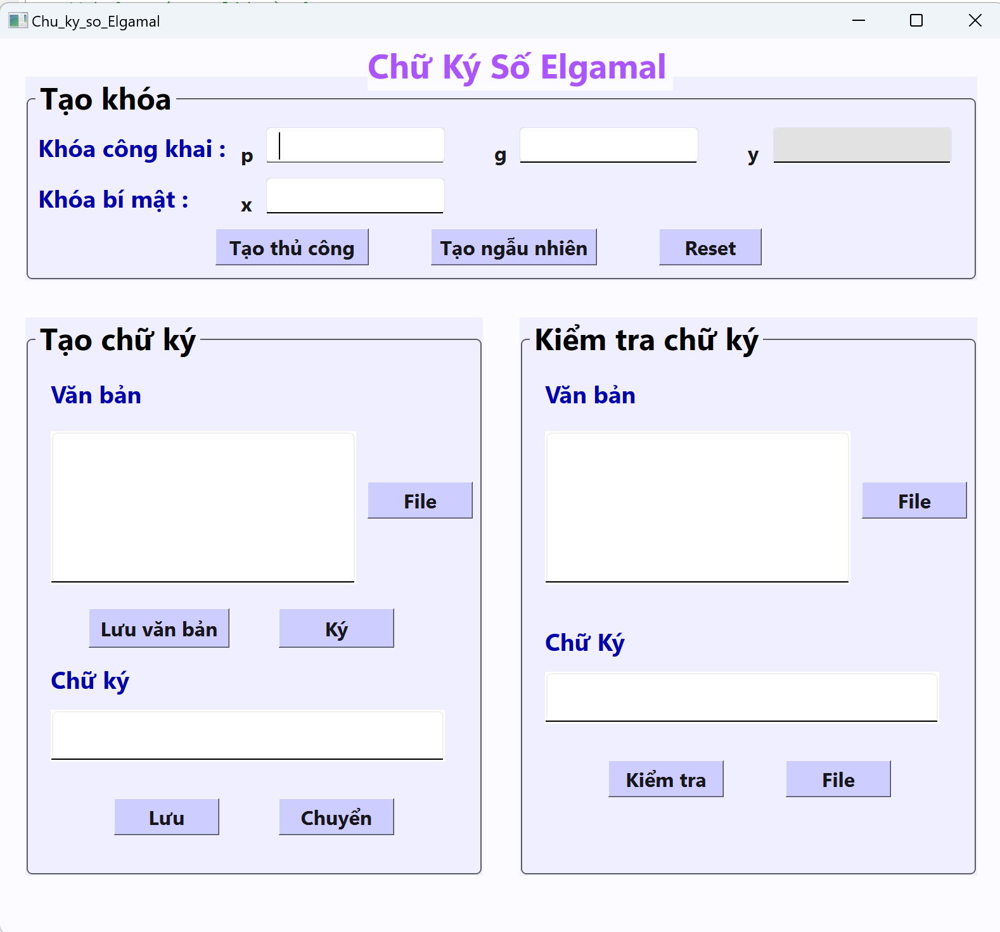 Chu_ky_so_Elgamal
Chữ Ký Số Elgamal
Tạo khóa
Khóa công khai : p g y
Khóa bí mật : x
Tạo thủ công Tạo ngẫu nhiên Reset
Tạo chữ ký
Văn bản
File
Lưu văn bản Ký
Chữ ký
Lưu Chuyển
Kiểm tra chữ ký
Văn bản
File
Chữ Ký
Kiểm tra File